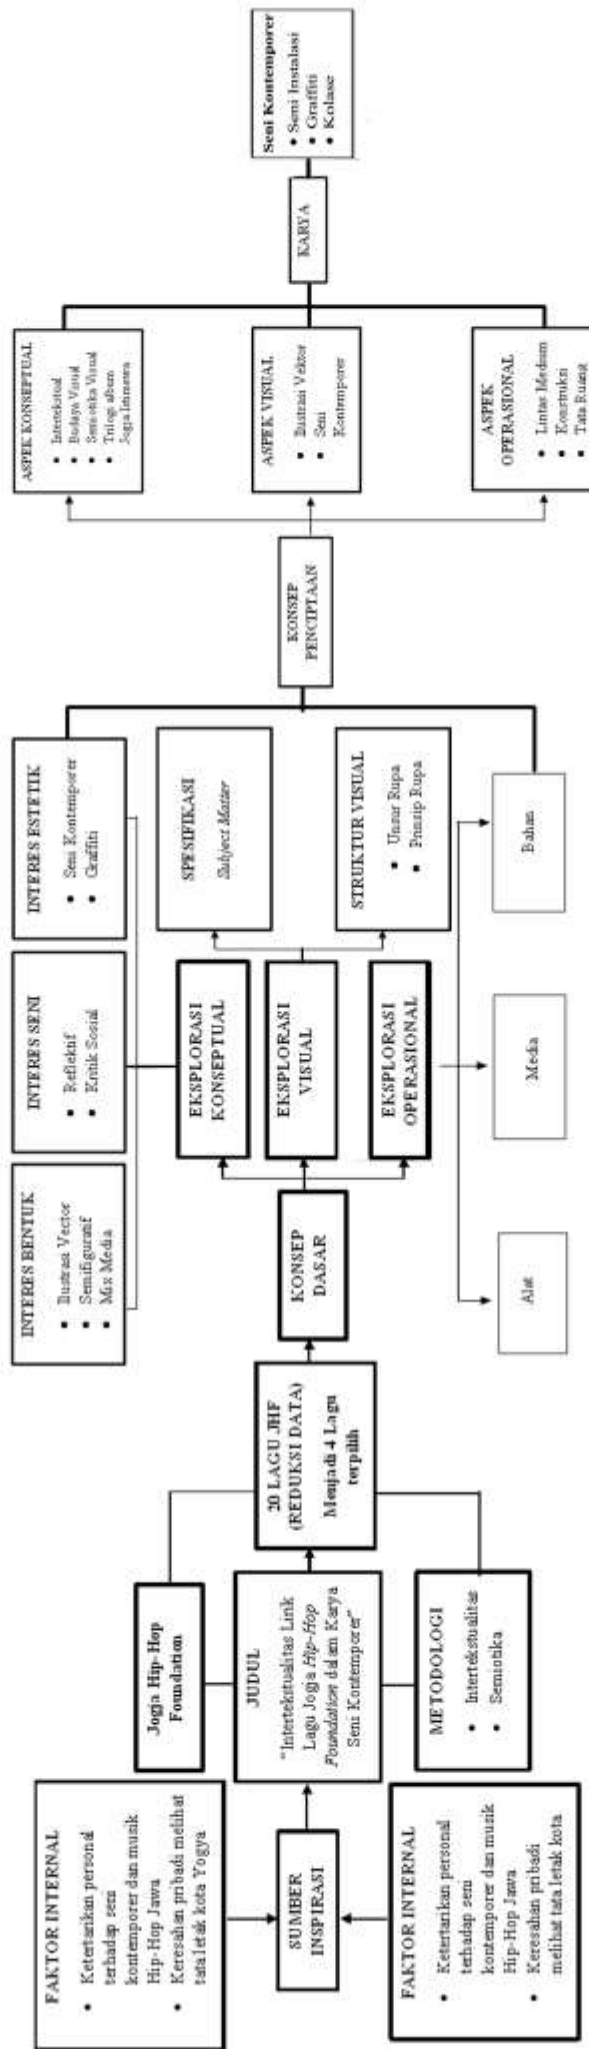 FAKTOR INTERNAL
• Ketertarikan personal
terhadap seni
kontemporer dan musik
Hip-Hop Jawa
• Keresahan pribadi melihat
tata letak kota Yogya
SUMBER
INSPIRASI
FAKTOR INTERNAL
• Ketertarikan personal
terhadap seni
kontemporer dan musik
Hip-Hop Jawa
• Keresahan pribadi
melihat tata letak kota
Jogja Hip-Hop
Foundation
JUDUL
“Intertekstualitas Link
Lagu Jogja Hip-Hop
Foundation dalam Karya
Seni Kontemporer”
METODOLOGI
• Intertekstualitas
• Semiotika
20 LAGU JHF
(REDUKSI DATA)
Menjadi 4 Lagu
terpilih
KONSEP
DASAR
INTERES BENTUK
• Ilustrasi Vector
• Semifiguratif
• Mix Media
INTERES SENI
• Reflektif
• Kritik Sosial
INTERES ESTETIK
• Seni Kontemporer
• Graffiti
EKSPLORASI
KONSEPTUAL
EKSPLORASI
VISUAL
EKSPLORASI
OPERASIONAL
SPESIFIKASI
Subject Matter
STRUKTUR VISUAL
• Unsur Rupa
• Prinsip Rupa
Alat
Media
Bahan
KONSEP
PENCIPTAAN
ASPEK KONSEPTUAL
• Intertekstual
• Budaya Visual
• Semiotika Visual
• Trilogi album
Jogja Istimewa
ASPEK VISUAL
• Ilustrasi Vektor
• Seni
Kontemporer
ASPEK
OPERASIONAL
• Lintas Medium
• Konstruksi
• Tata Ruang
KARYA
Seni Kontemporer
• Seni Instalasi
• Graffiti
• Kolase